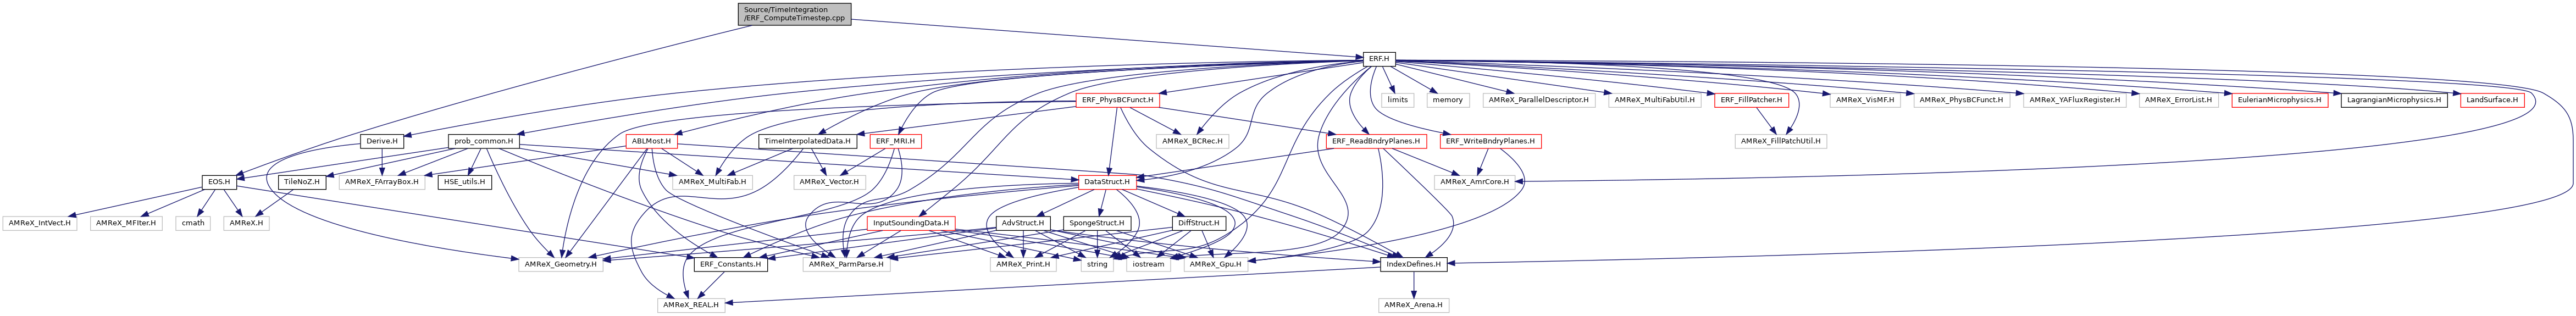 Source/TimeIntegration
/ERF_ComputeTimestep.cpp
ERF.H
ERF_PhysBCFunct.H
limits
memory
AMReX_ParallelDescriptor.H
AMReX_MultiFabUtil.H
ERF_FillPatcher.H
AMReX_VisMF.H
AMReX_PhysBCFunct.H
AMReX_YAFluxRegister.H
AMReX_ErrorList.H
EulerianMicrophysics.H
LagrangianMicrophysics.H
LandSurface.H
Derive.H
prob_common.H
ABLMost.H
TimeInterpolatedData.H
ERF_MRI.H
AMReX_BCRec.H
ERF_ReadBndryPlanes.H
ERF_WriteBndryPlanes.H
AMReX_FillPatchUtil.H
EOS.H
TileNoZ.H
AMReX_FArrayBox.H
HSE_utils.H
AMReX_MultiFab.H
AMReX_Vector.H
DataStruct.H
AMReX_AmrCore.H
AMReX_IntVect.H
AMReX_MFIter.H
cmath
AMReX.H
InputSoundingData.H
AdvStruct.H
SpongeStruct.H
DiffStruct.H
AMReX_Geometry.H
ERF_Constants.H
AMReX_ParmParse.H
AMReX_Print.H
string
iostream
AMReX_Gpu.H
IndexDefines.H
AMReX_REAL.H
AMReX_Arena.H